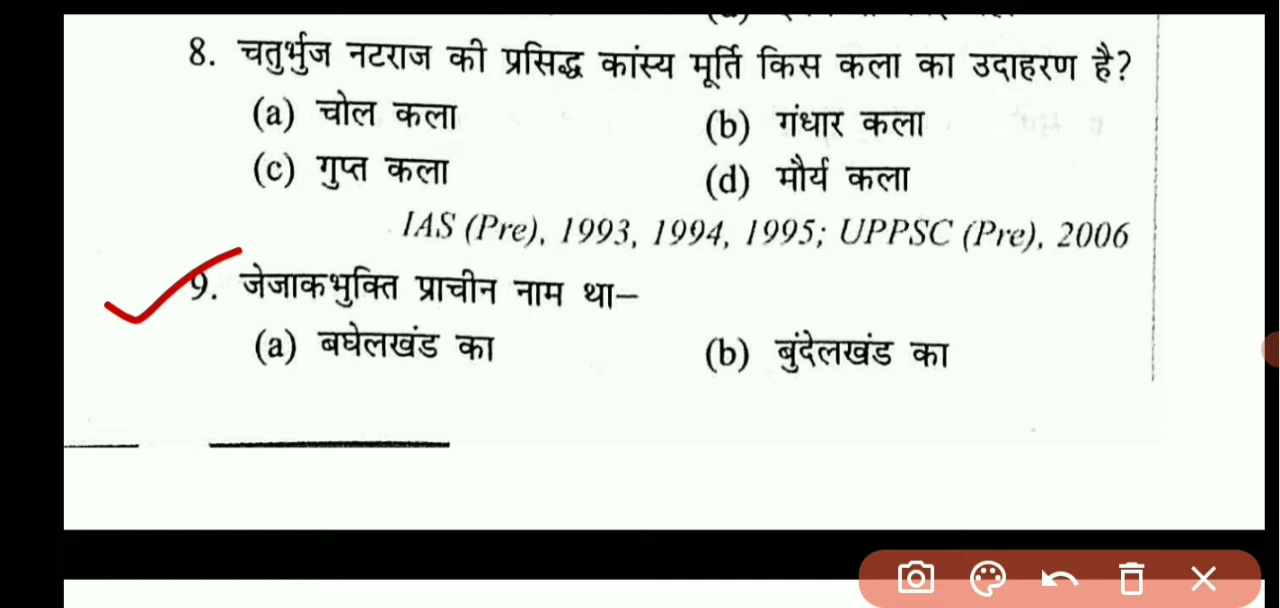 8. चतुर्भुज नटराज की प्रसिद्ध कांस्य मूर्ति किस कला का उदाहरण है?
(a) चोल कला (b) गंधार कला
(c) गुप्त कला (d) मौर्य कला
IAS (Pre), 1993, 1994, 1995; UPPSC (Pre), 2006
9. जेजाकभुक्ति प्राचीन नाम था–
(a) बघेलखंड का (b) बुंदेलखंड का